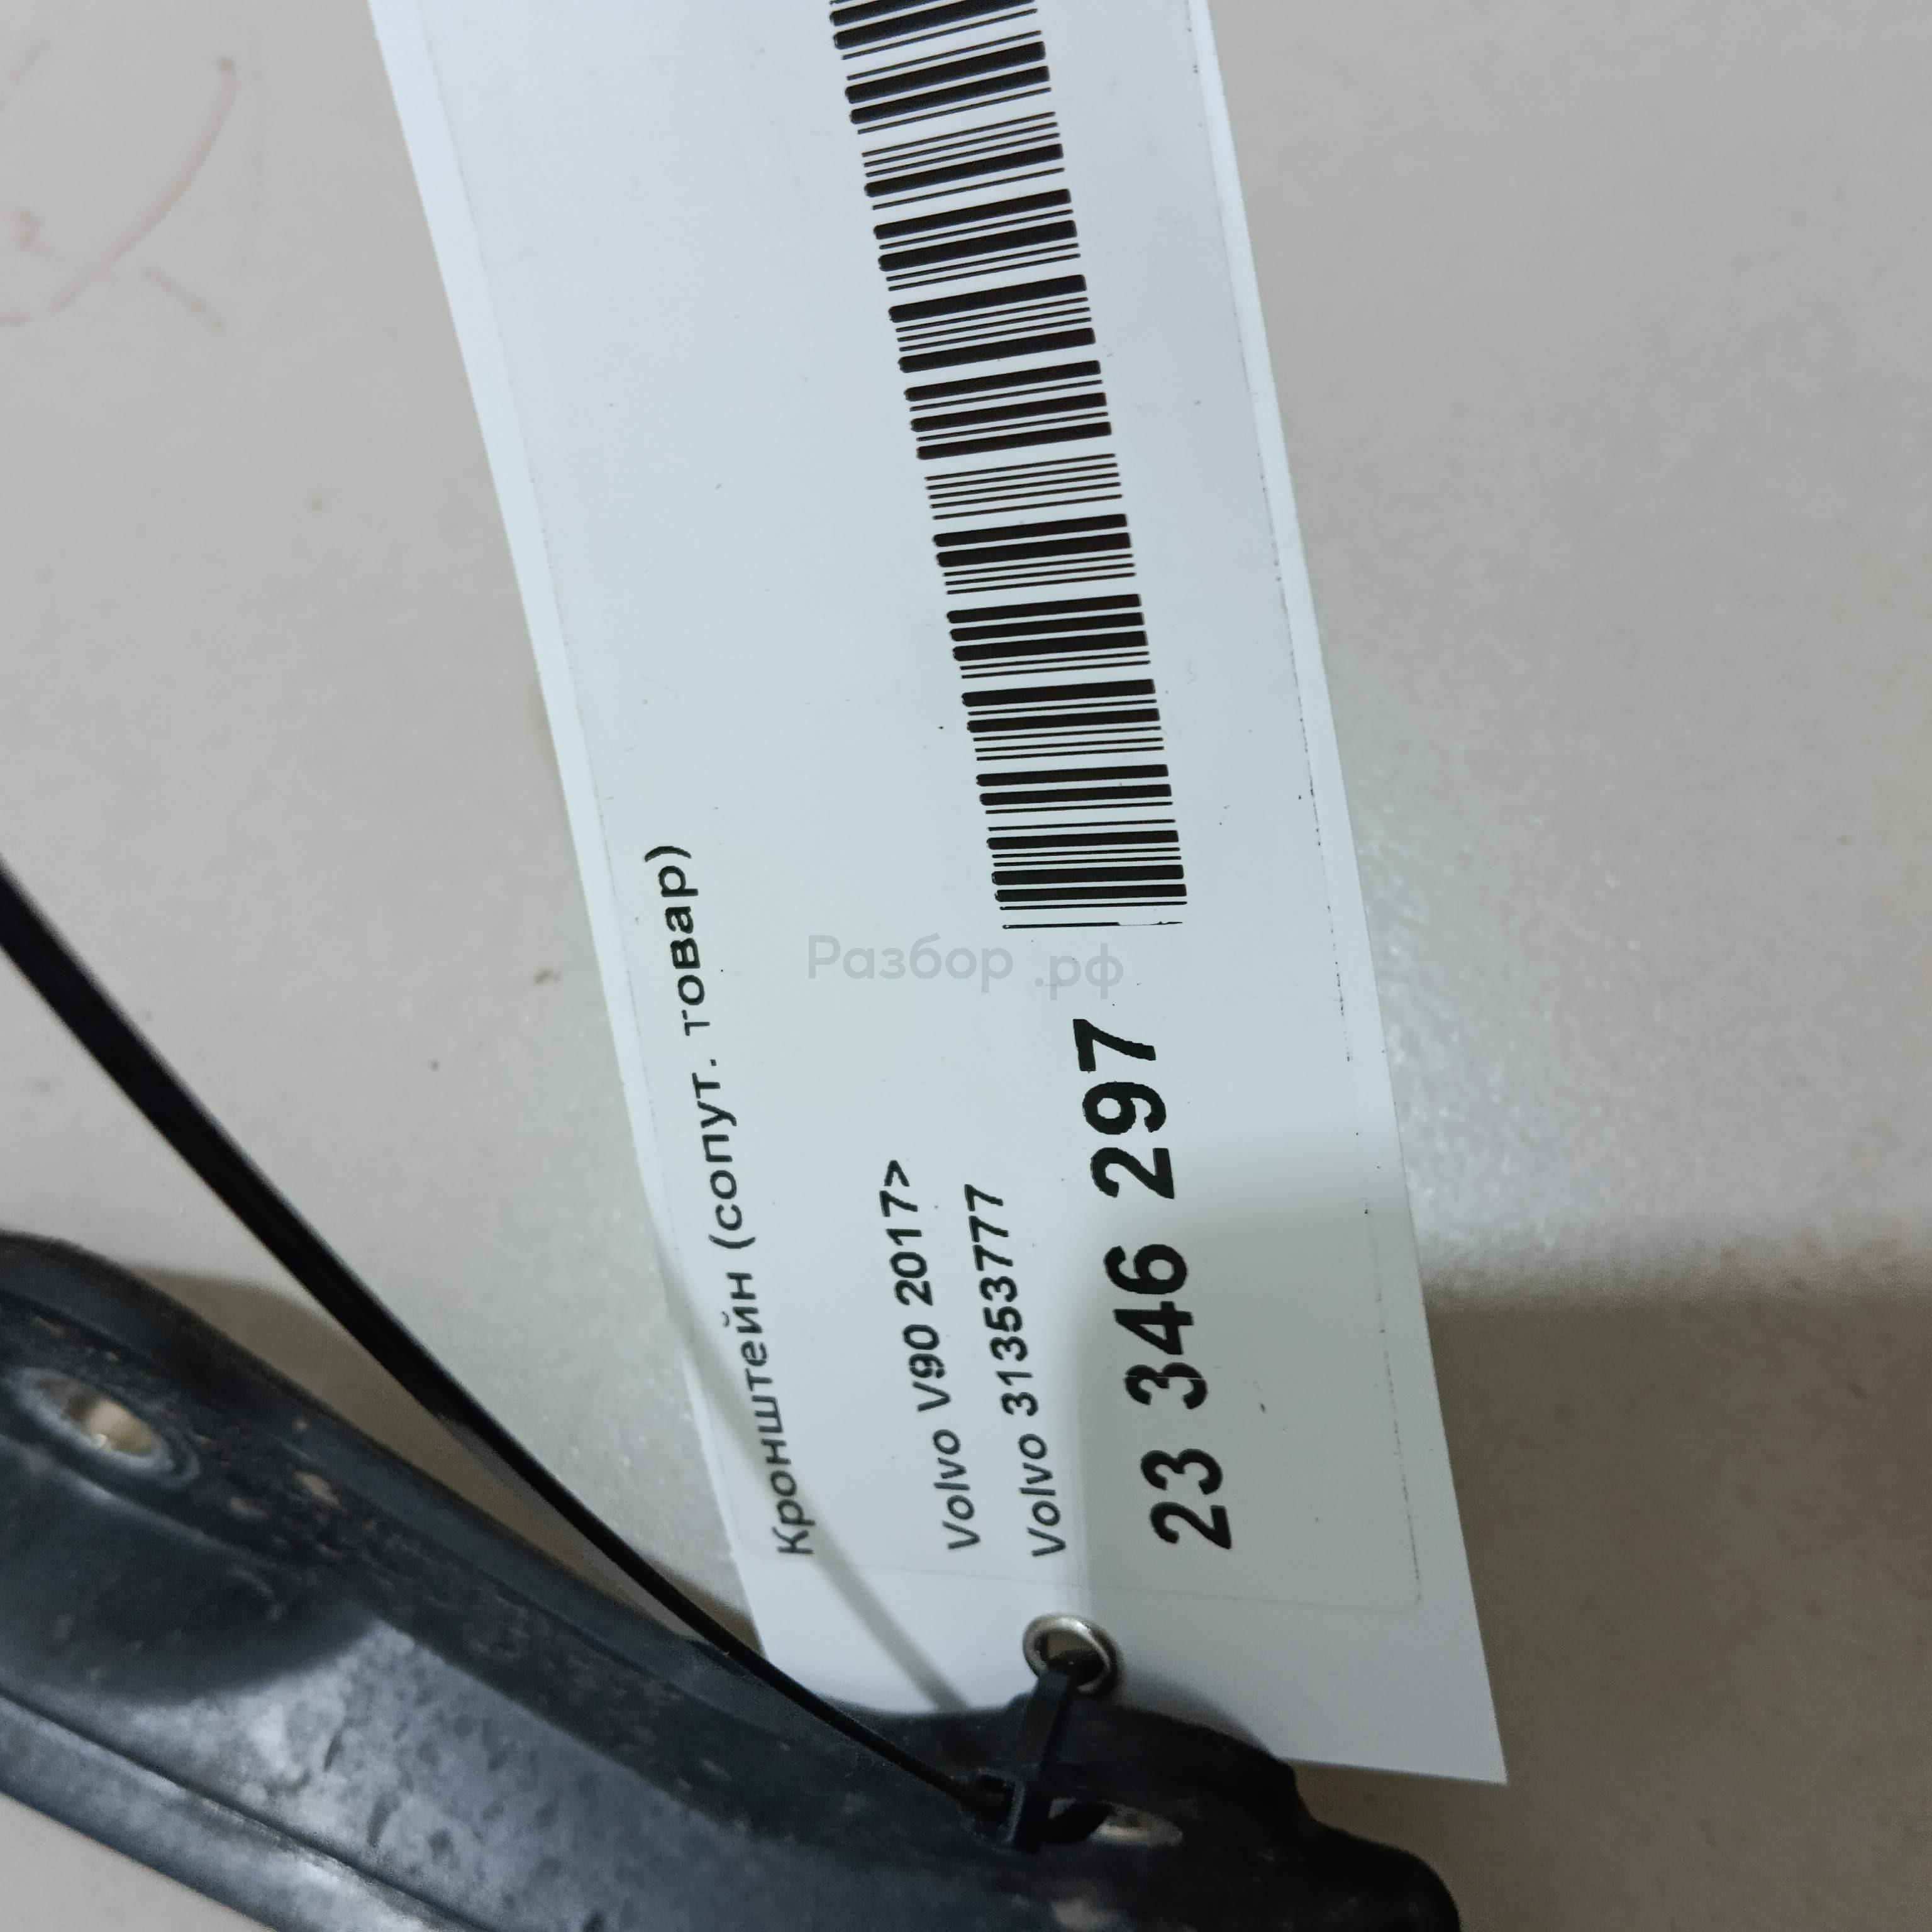 Кронштейн (сопут. товар)
Volvo V90 2017>
Volvo 31353777
23 346 297
Разбор.рф